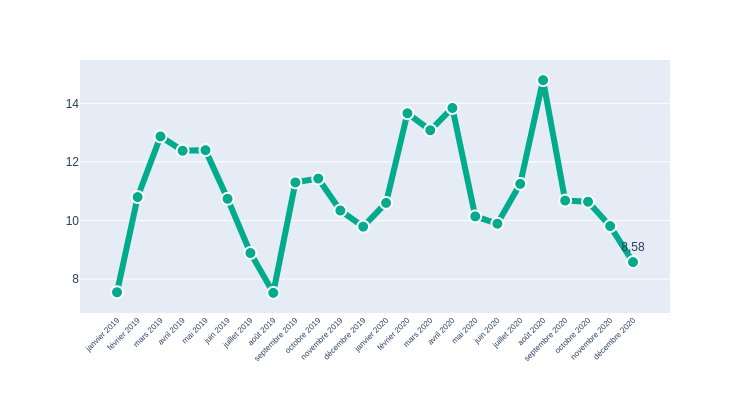 14
12
10
8
8,58
janvier 2019
février 2019
mars 2019
avril 2019
mai 2019
juin 2019
juillet 2019
août 2019
septembre 2019
octobre 2019
novembre 2019
décembre 2019
janvier 2020
février 2020
mars 2020
avril 2020
mai 2020
juin 2020
juillet 2020
août 2020
septembre 2020
octobre 2020
novembre 2020
décembre 2020